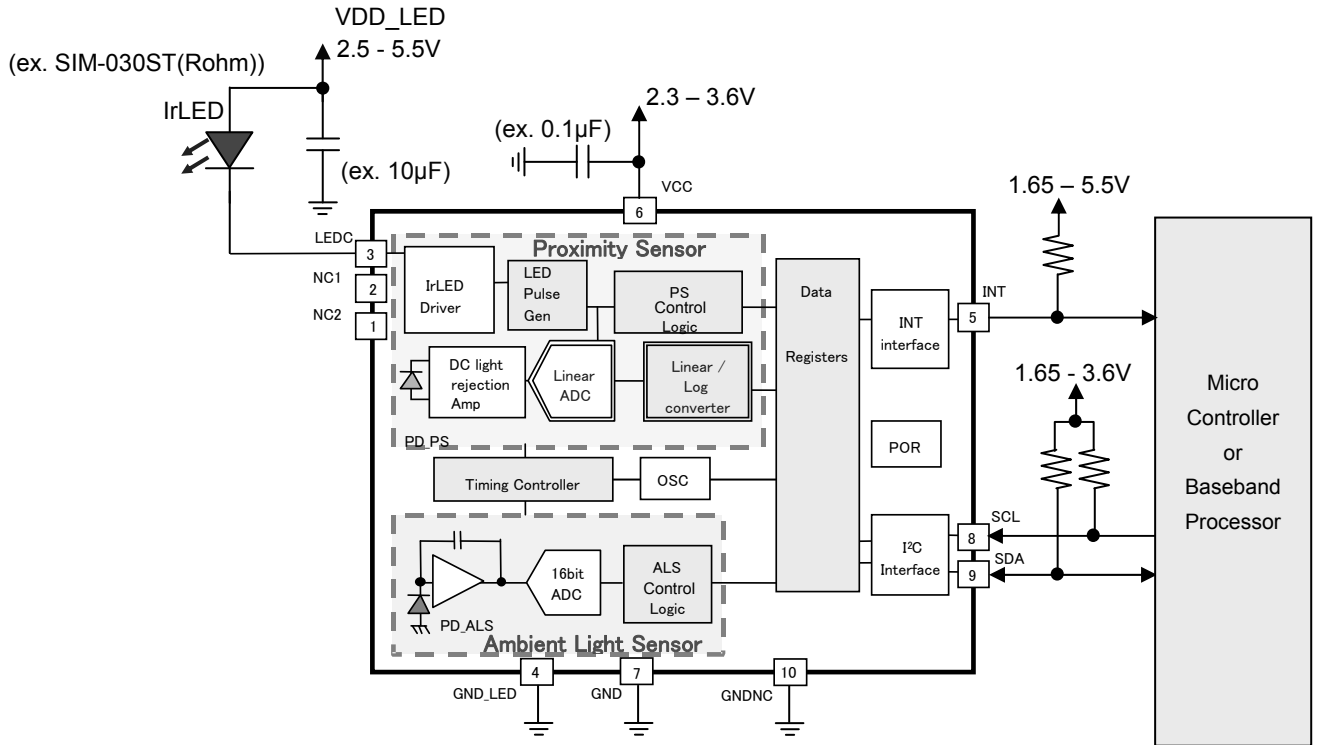 VDD_LED
2.5 - 5.5V
(ex. SIM-030ST(Rohm))
IrLED
(ex. 10μF)
2.3 – 3.6V
(ex. 0.1μF)
VCC
6
1.65 – 5.5V
LEDC
3
NC1
2
NC2
1
Proximity Sensor
IrLED
Driver
LED
Pulse
Gen
PS
Control
Logic
DC light
rejection
Amp
Linear
ADC
Linear /
Log
converter
PD_PS
Data
Registers
INT
interface
INT
5
1.65 - 3.6V
POR
Timing Controller
OSC
I²C
Interface
SCL
8
SDA
9
Micro
Controller
or
Baseband
Processor
16bit
ADC
ALS
Control
Logic
PD_ALS
Ambient Light Sensor
4
GND_LED
7
GND
10
GNDNC